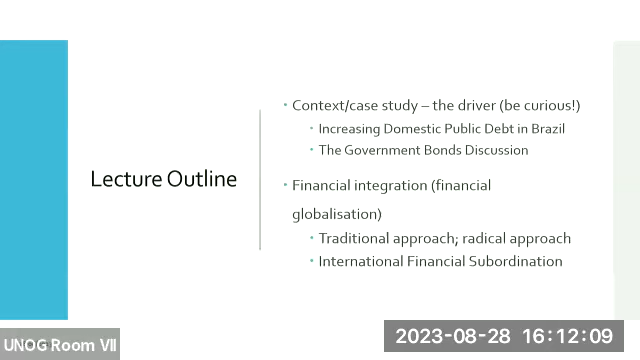 Lecture Outline
Context/case study – the driver (be curious!)
Increasing Domestic Public Debt in Brazil
The Government Bonds Discussion
Financial integration (financial
globalisation)
Traditional approach; radical approach
International Financial Subordination
UNOG Room VII
2023-08-28 16:12:09